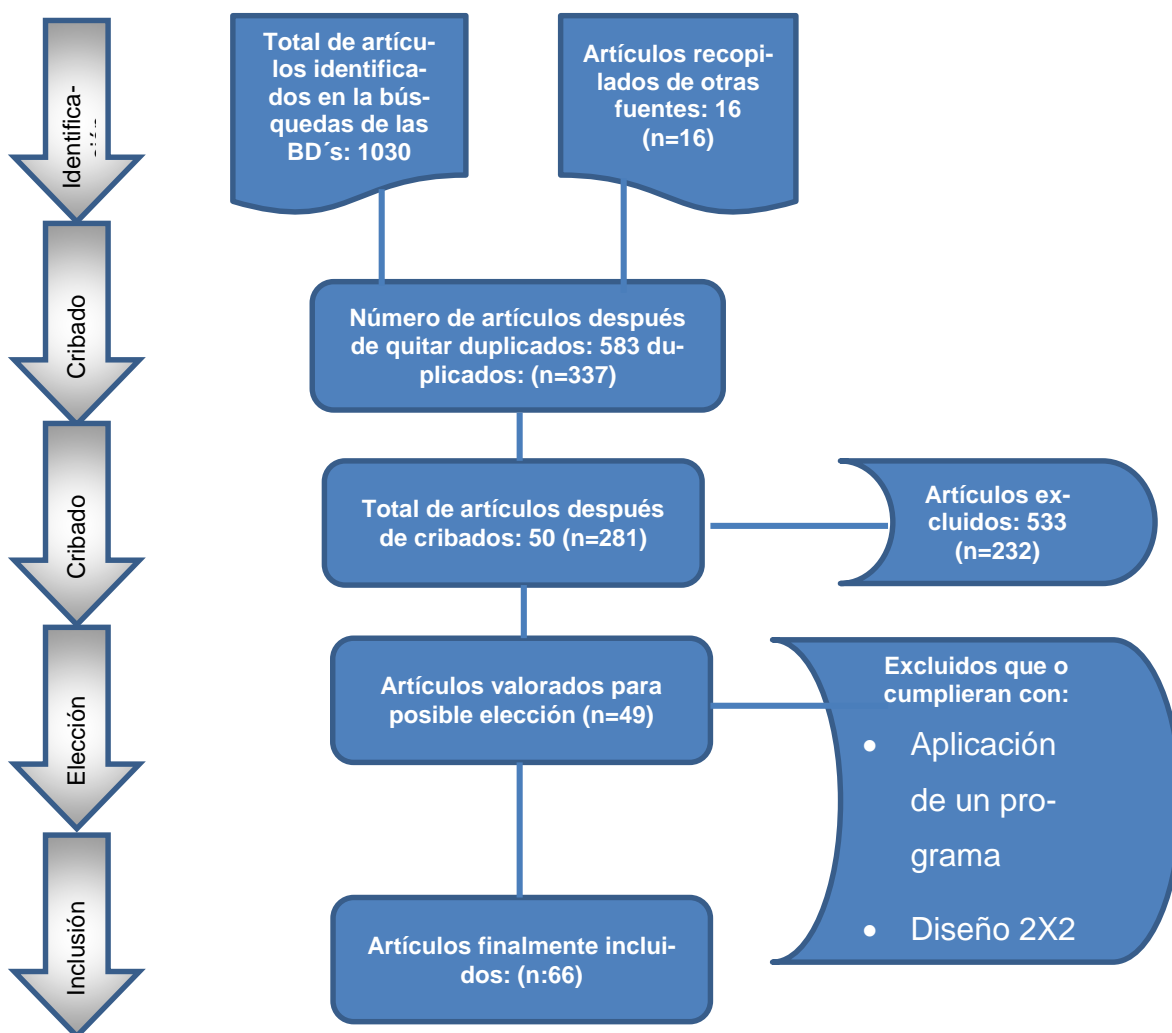 Identifica-
Total de artícu-
los identifica-
dos en la bús-
quedas de las
BD´s: 1030
Artículos recopi-
lados de otras
fuentes: 16
(n=16)
Cribado
Número de artículos después
de quitar duplicados: 583 du-
plicados: (n=337)
Cribado
Total de artículos después
de cribados: 50 (n=281)
Artículos ex-
cluidos: 533
(n=232)
Elección
Artículos valorados para
posible elección (n=49)
Excluidos que o
cumplieran con:
• Aplicación
de un pro-
grama
• Diseño 2X2
Inclusión
Artículos finalmente inclui-
dos: (n:66)